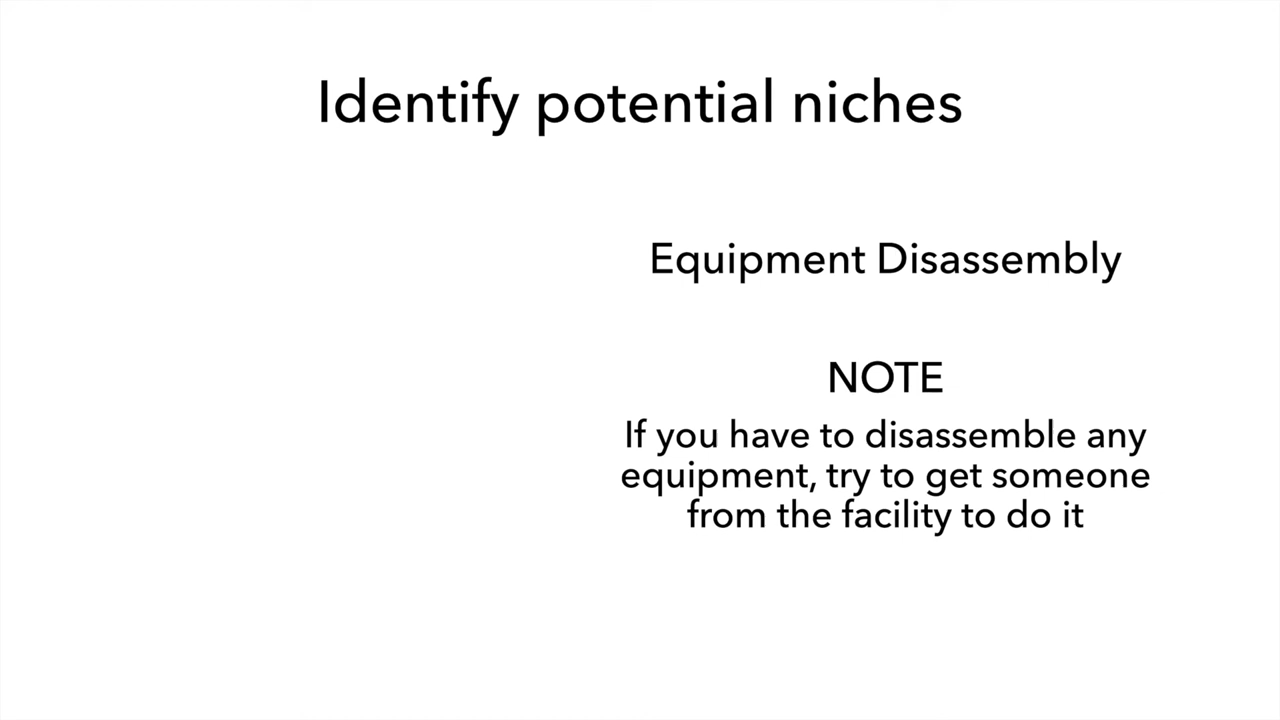 Identify potential niches
Equipment Disassembly
NOTE
If you have to disassemble any
equipment, try to get someone
from the facility to do it